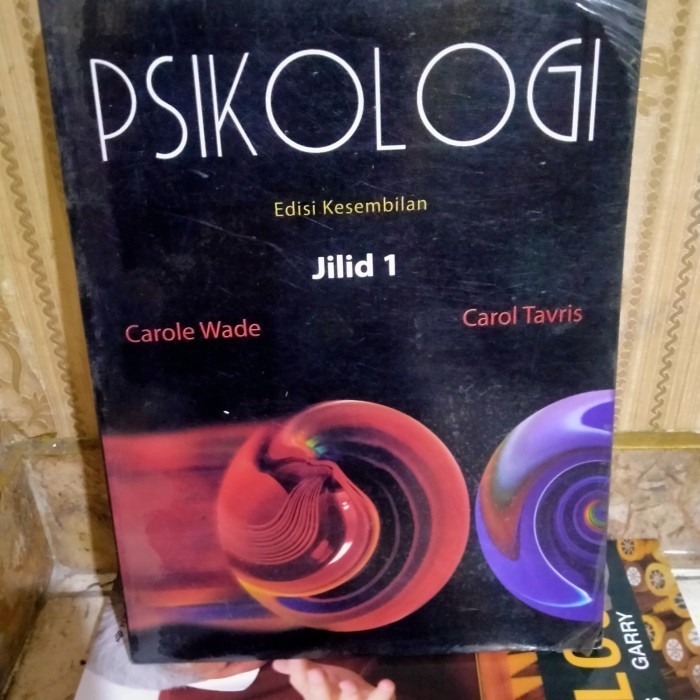 PSIKOLOGI
Edisi Kesembilan
Jilid 1
Carole Wade
Carol Tavris
GARRY